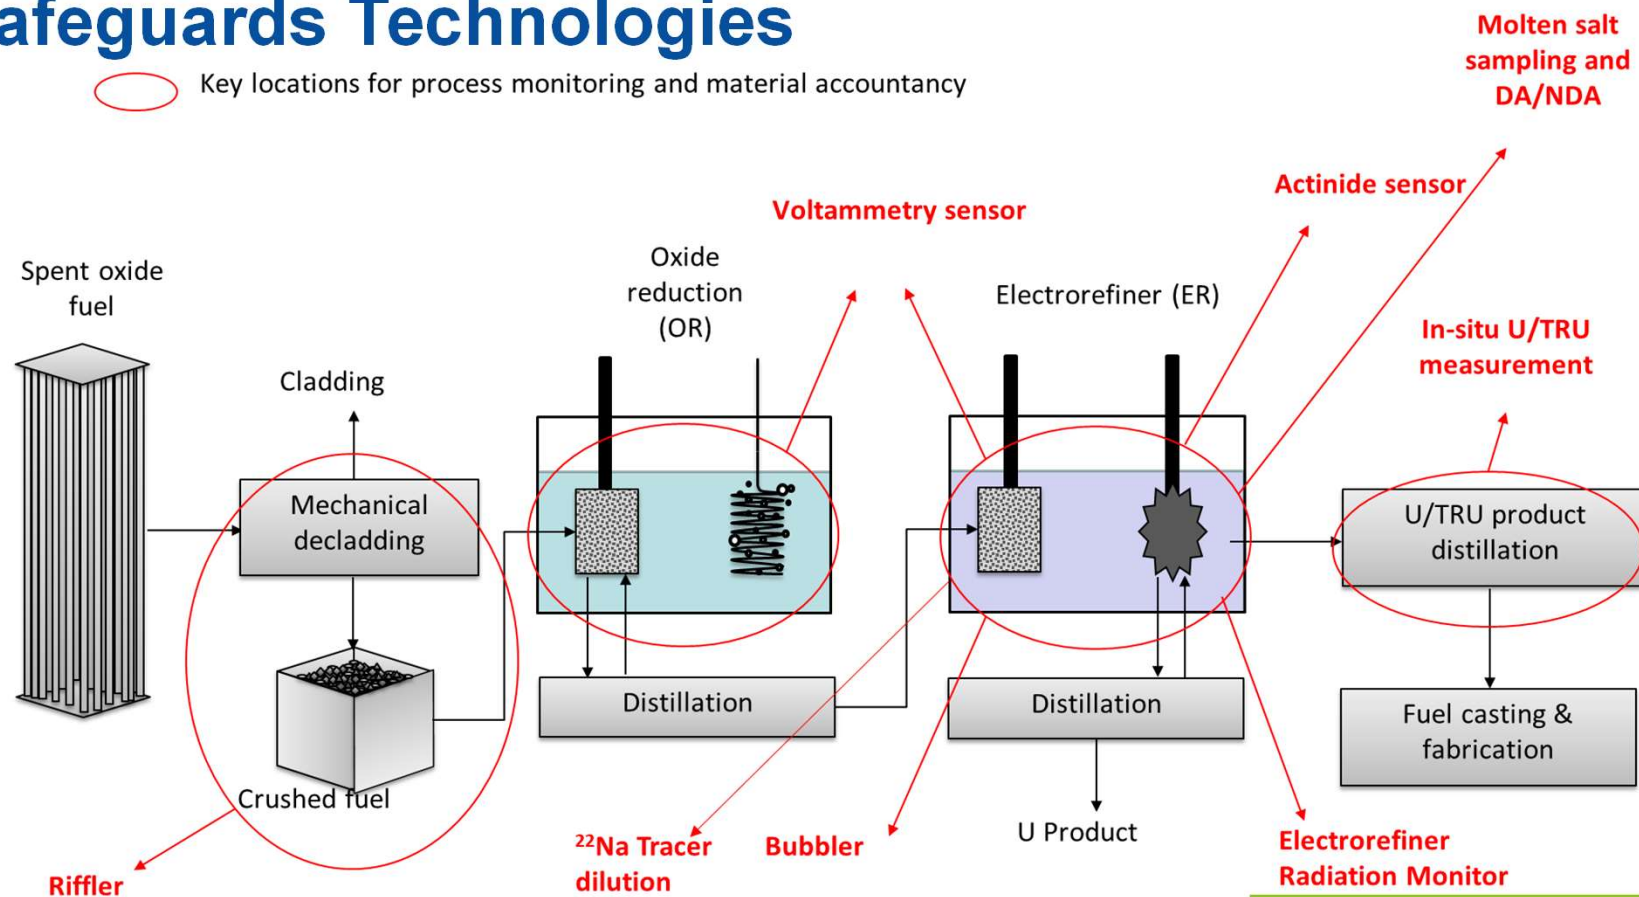 afeguards Technologies
Key locations for process monitoring and material accountancy
Molten salt
sampling and
DA/NDA
Actinide sensor
Voltammetry sensor
Spent oxide
fuel
Oxide
reduction
(OR)
Electrorefiner (ER)
In-situ U/TRU
measurement
Cladding
Mechanical
decladding
U/TRU product
distillation
Distillation
Distillation
Fuel casting &
fabrication
Crushed fuel
U Product
Riffler
²²Na Tracer
dilution
Bubbler
Electrorefiner
Radiation Monitor